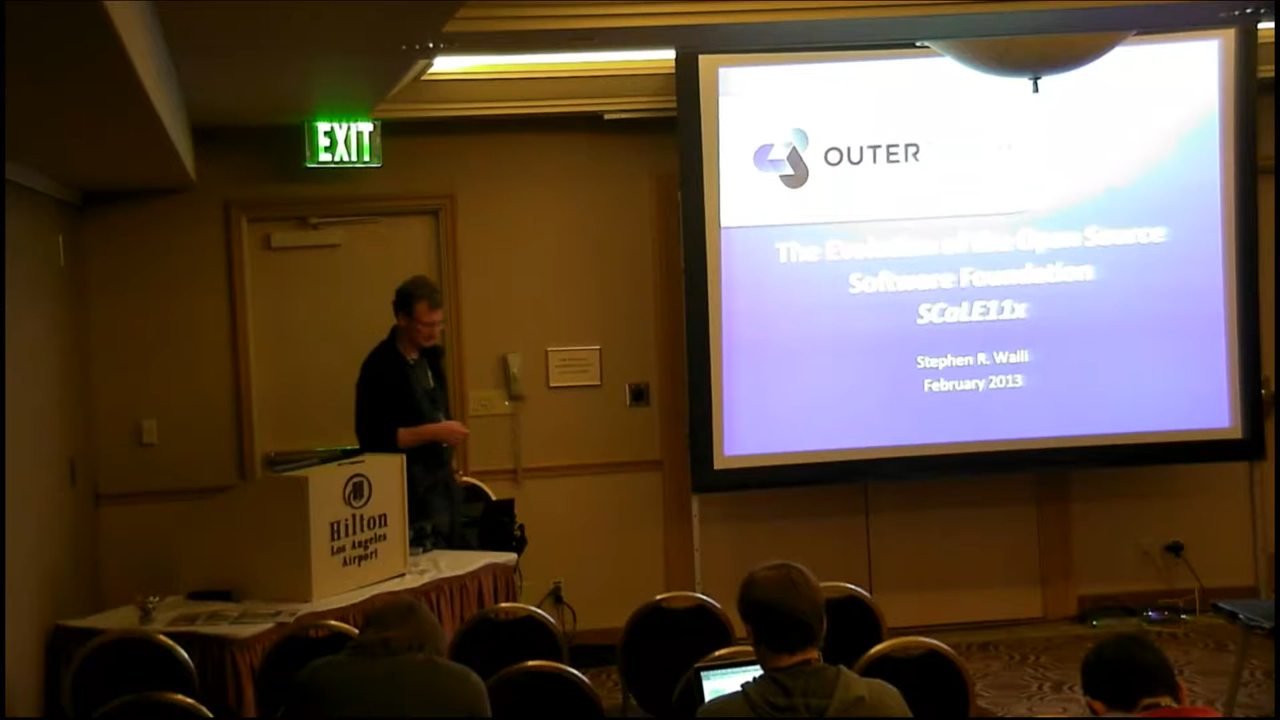 EXIT
OUTER
The Evolution of the Open Source
Software Foundation
SCaLE11x
Stephen R. Walli
February 2013
Hilton
Los Angeles
Airport